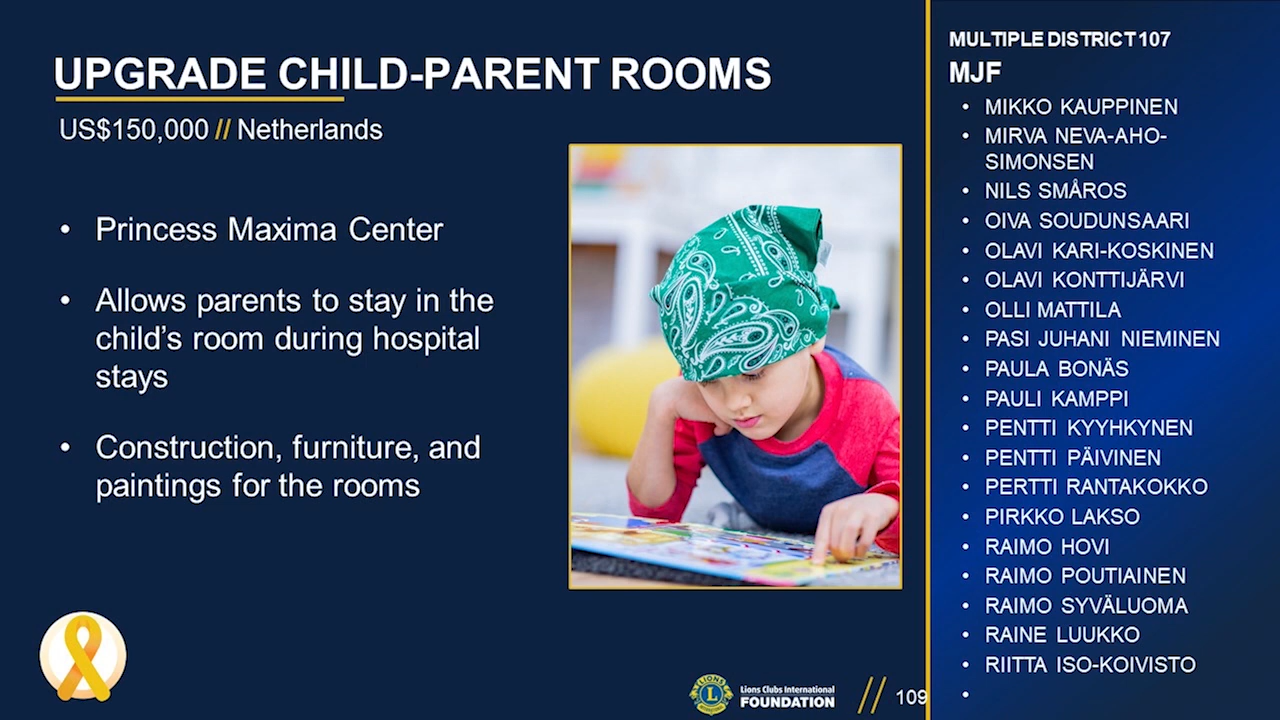 UPGRADE CHILD-PARENT ROOMS
US$150,000 // Netherlands
• Princess Maxima Center
• Allows parents to stay in the
child’s room during hospital
stays
• Construction, furniture, and
paintings for the rooms
LIONS
L
INTERNATIONAL
Lions Clubs International
FOUNDATION
// 109
MULTIPLE DISTRICT 107
MJF
• MIKKO KAUPPINEN
• MIRVA NEVA-AHO-
SIMONSEN
• NILS SMÅROS
• OIVA SOUDUNSAARI
• OLAVI KARI-KOSKINEN
• OLAVI KONTTIJÄRVI
• OLLI MATTILA
• PASI JUHANI NIEMINEN
• PAULA BONÄS
• PAULI KAMPPI
• PENTTI KYYHKYNEN
• PENTTI PÄIVINEN
• PERTTI RANTAKOKKO
• PIRKKO LAKSO
• RAIMO HOVI
• RAIMO POUTIAINEN
• RAIMO SYVÄLUOMA
• RAINE LUUKKO
• RIITTA ISO-KOIVISTO
•